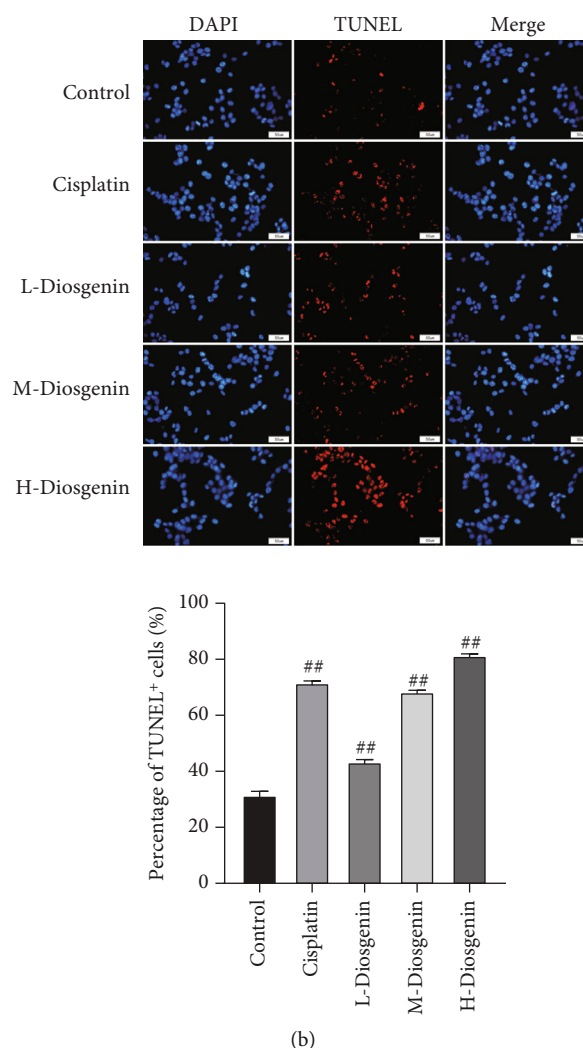 DAPI TUNEL Merge
Control
Cisplatin
L-Diosgenin
M-Diosgenin
H-Diosgenin
Percentage of TUNEL⁺ cells (%)
100
80
60
40
20
0
##
##
##
##
Control
Cisplatin
L-Diosgenin
M-Diosgenin
H-Diosgenin
(b)